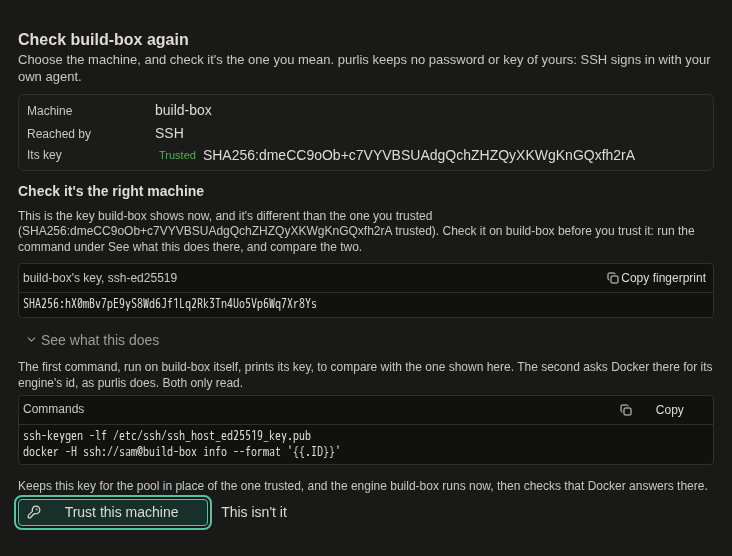 Check build-box again
Choose the machine, and check it's the one you mean. purlis keeps no password or key of yours: SSH signs in with your
own agent.
Machine build-box
Reached by SSH
Its key Trusted SHA256:dmeCC9oOb+c7VYVBSUAdgQchZHZQyXKWgKnGQxfh2rA
Check it's the right machine
This is the key build-box shows now, and it's different than the one you trusted
(SHA256:dmeCC9oOb+c7VYVBSUAdgQchZHZQyXKWgKnGQxfh2rA trusted). Check it on build-box before you trust it: run the
command under See what this does there, and compare the two.
build-box's key, ssh-ed25519 Copy fingerprint
SHA256:hX0mBv7pE9yS8Wd6Jf1Lq2Rk3Tn4Uo5Vp6Wq7Xr8Ys
See what this does
The first command, run on build-box itself, prints its key, to compare with the one shown here. The second asks Docker there for its
engine's id, as purlis does. Both only read.
Commands Copy
ssh-keygen -lf /etc/ssh/ssh_host_ed25519_key.pub
docker -H ssh://sam@build-box info --format '{{.ID}}'
Keeps this key for the pool in place of the one trusted, and the engine build-box runs now, then checks that Docker answers there.
Trust this machine This isn't it